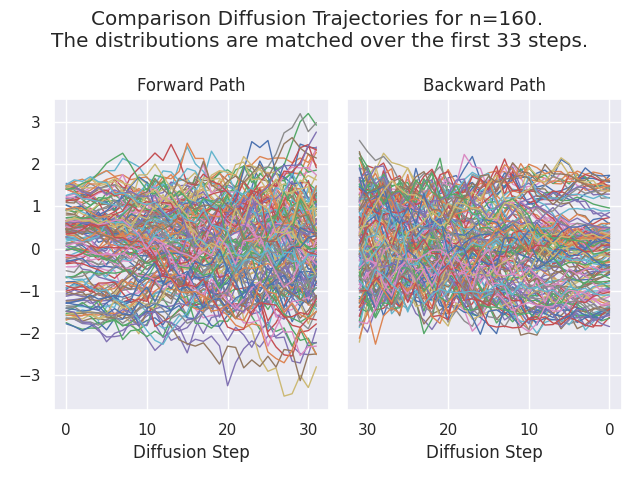 Comparison Diffusion Trajectories for n=160.
The distributions are matched over the first 33 steps.
Forward Path
Backward Path
3
2
1
0
−1
−2
−3
0 10 20 30
30 20 10 0
Diffusion Step
Diffusion Step